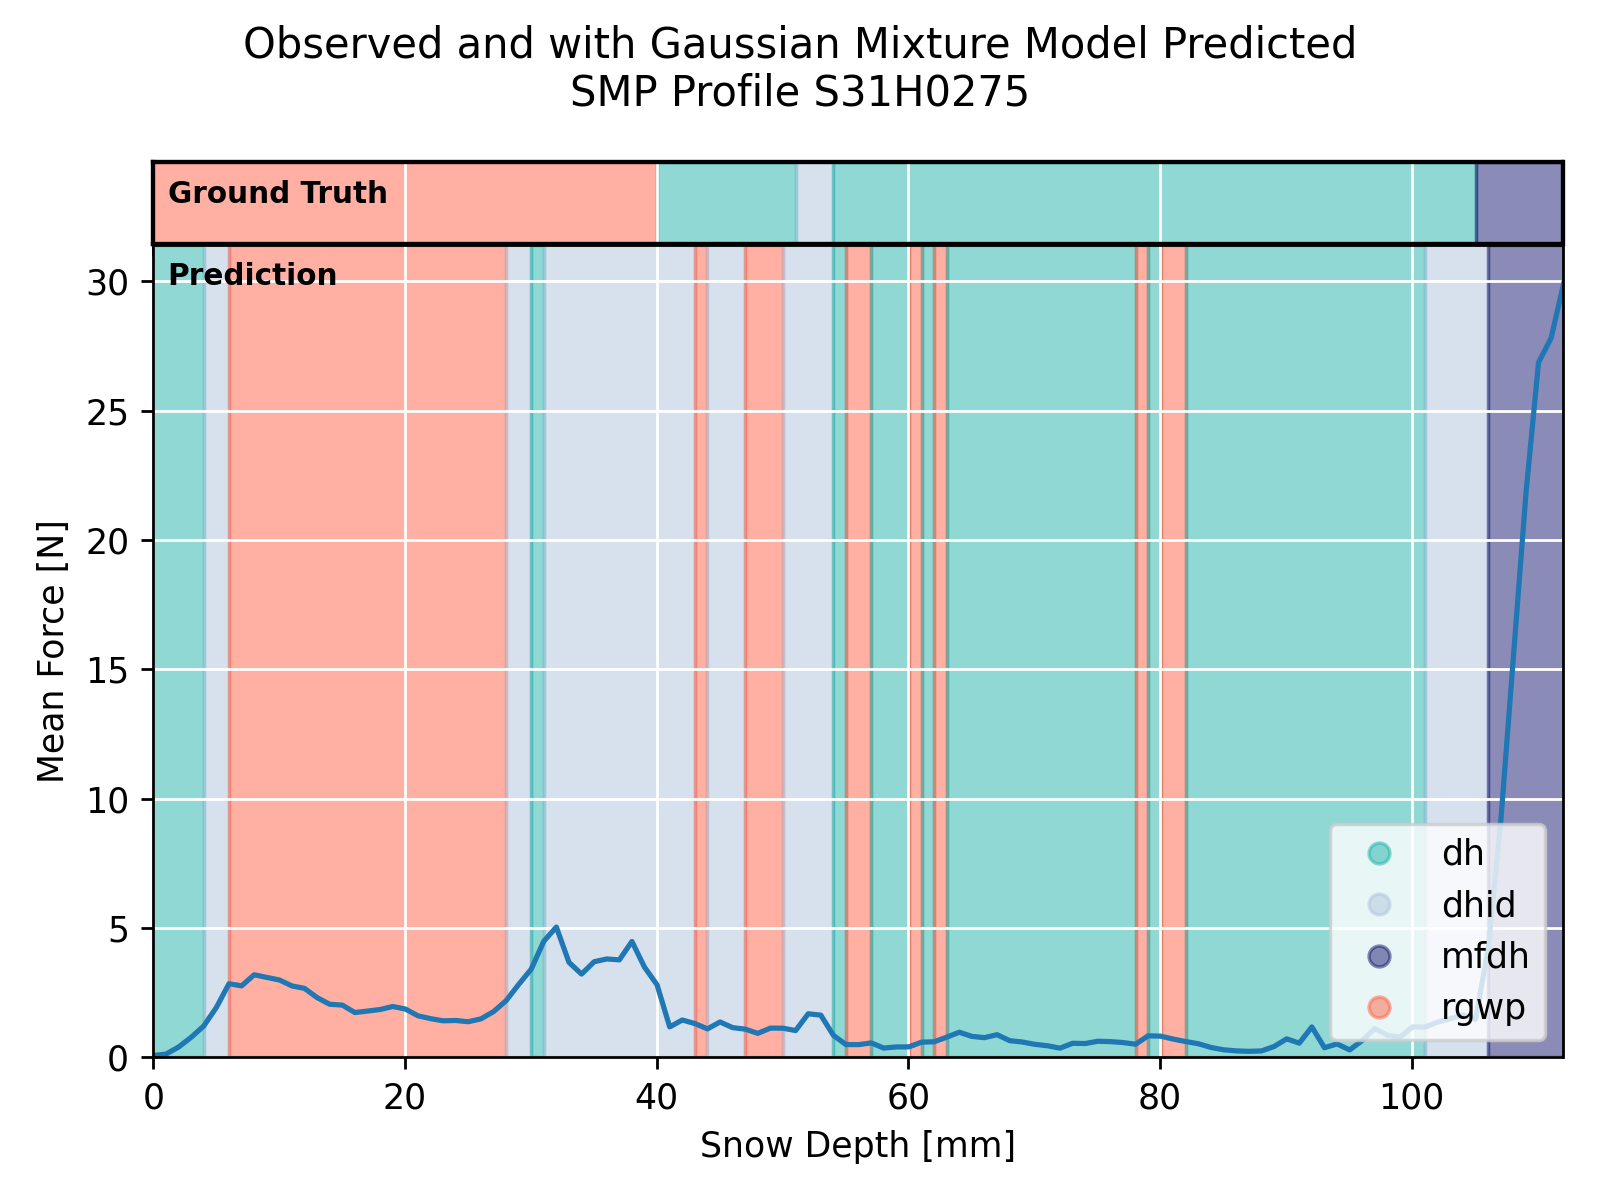 Observed and with Gaussian Mixture Model Predicted
SMP Profile S31H0275
Ground Truth
Prediction
30
25
20
15
10
5
0
Mean Force [N]
dh
dhid
mfdh
rgwp
0 20 40 60 80 100
Snow Depth [mm]